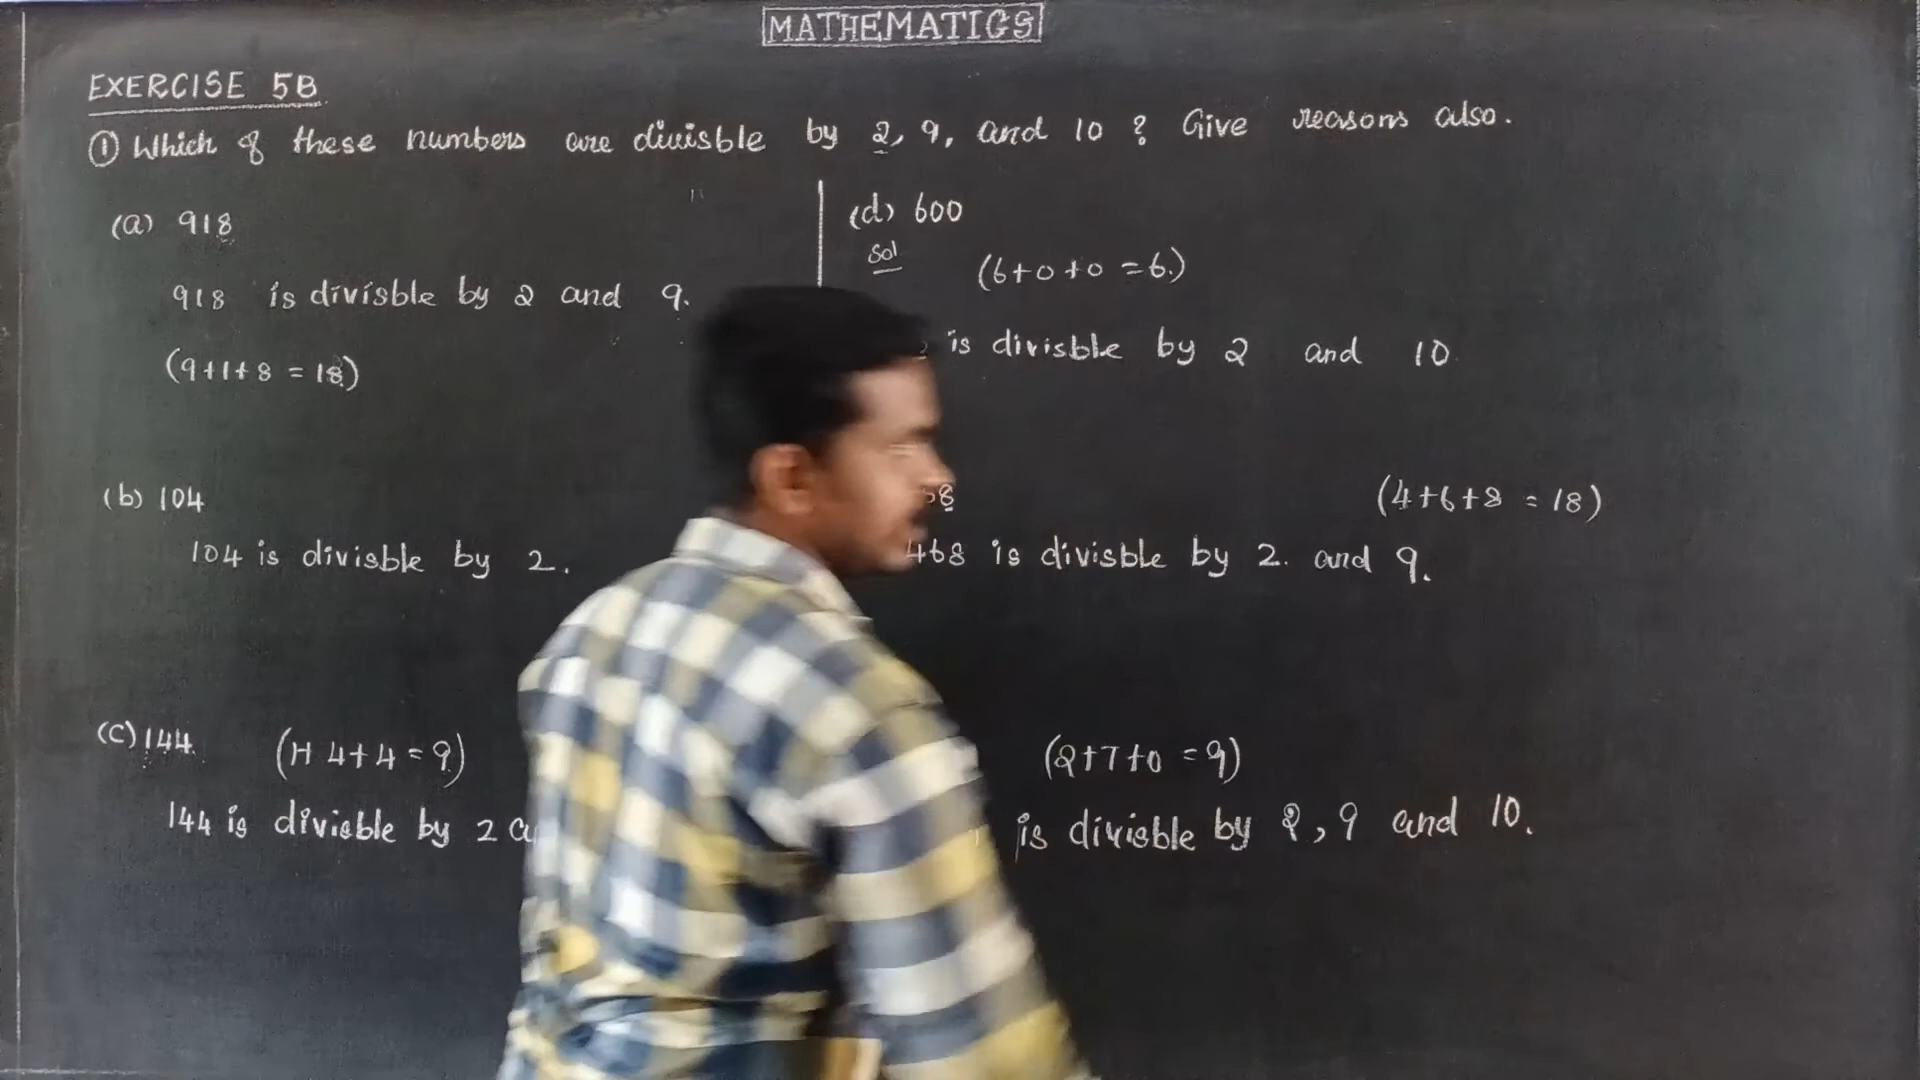 MATHEMATICS
EXERCISE 5B
① Which of these numbers are divisble by 2, 9, and 10 ? Give reasons also.
(a) 918
918 is divisble by 2 and 9.
(9+1+8 = 18)
(b) 104
104 is divisble by 2.
(c) 144 (1+4+4 = 9)
144 is divisble by 2
(d) 600
Sol
(6+0+0 = 6.)
is divisble by 2 and 10
8 (4+6+8 = 18)
468 is divisble by 2. and 9.
(2+7+0 = 9)
is divisble by 2, 9 and 10.